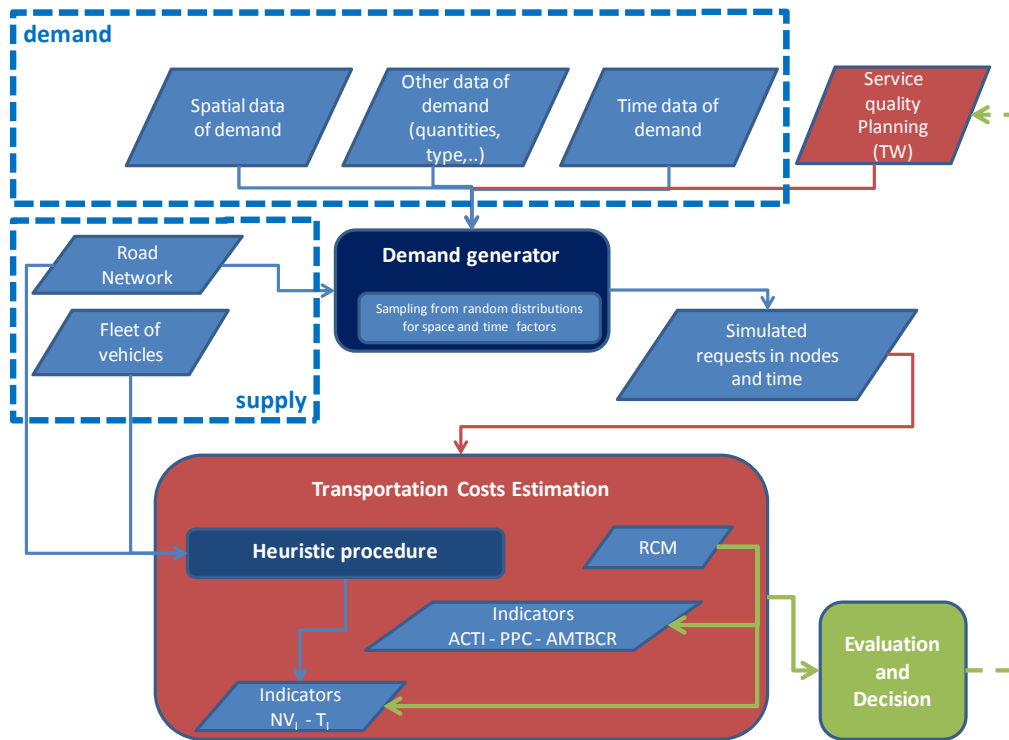 demand
Spatial data
of demand
Other data of
demand
(quantities,
type,..)
Time data of
demand
Service
quality
Planning
(TW)
Road
Network
Fleet of
vehicles
supply
Demand generator
Sampling from random distributions
for space and time factors
Simulated
requests in nodes
and time
Transportation Costs Estimation
Heuristic procedure
RCM
Indicators
ACTI - PPC - AMTBCR
Indicators
NVI - TI
Evaluation
and
Decision